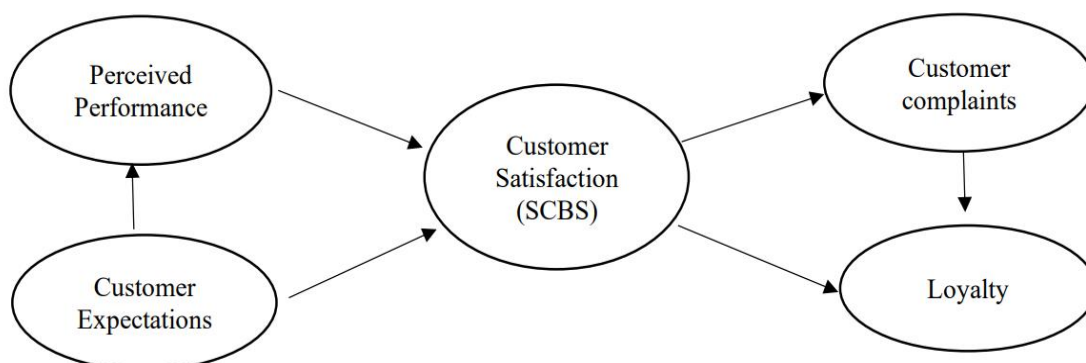 Perceived
Performance
Customer
Expectations
Customer
Satisfaction
(SCBS)
Customer
complaints
Loyalty